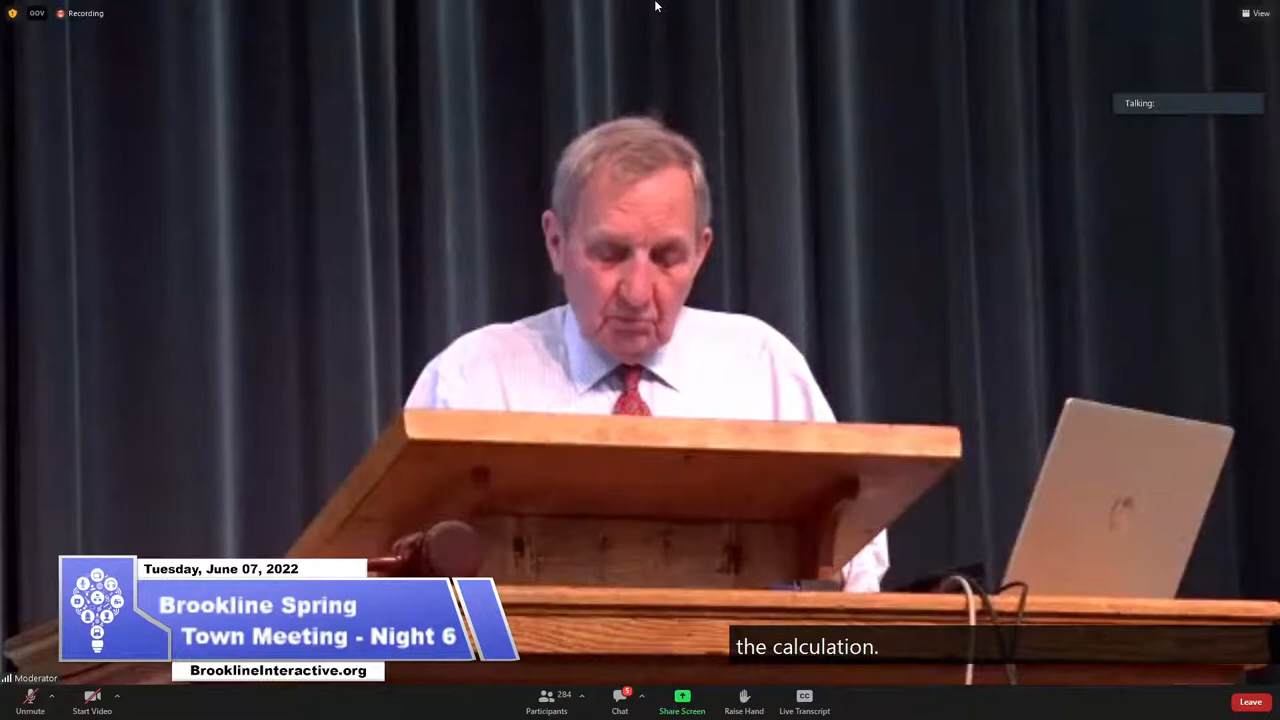 GOV
Recording
View
Talking:
Tuesday, June 07, 2022
Brookline Spring
Town Meeting - Night 6
BrooklineInteractive.org
the calculation.
Moderator
Unmute
Start Video
284
Participants
5
Chat
Share Screen
Raise Hand
CC
Live Transcript
Leave